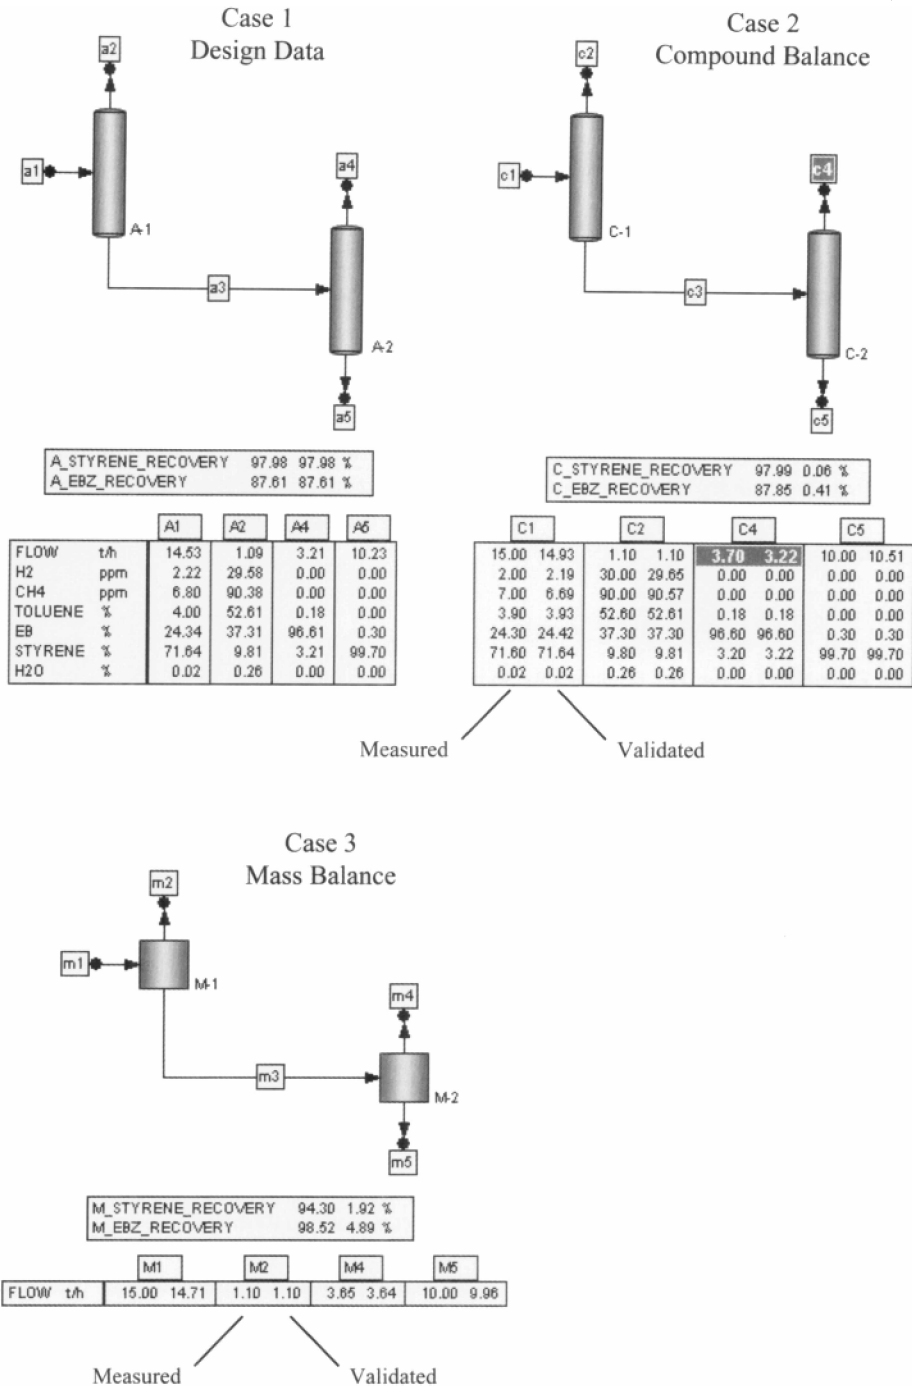 Case 1
Design Data
a2
a1
A-1
a3
a4
A-2
a5
A_STYRENE_RECOVERY 97.98 97.98 %
A_EBZ_RECOVERY 87.61 87.61 %
A1 A2 A4 A5
FLOW t/h 14.53 1.09 3.21 10.23
H2 ppm 2.22 29.58 0.00 0.00
CH4 ppm 6.80 90.38 0.00 0.00
TOLUENE % 4.00 52.61 0.18 0.00
EB % 24.34 37.31 96.61 0.30
STYRENE % 71.64 9.81 3.21 99.70
H2O % 0.02 0.26 0.00 0.00
Case 2
Compound Balance
c2
c1
C-1
c3
c4
C-2
c5
C_STYRENE_RECOVERY 97.99 0.06 %
C_EBZ_RECOVERY 87.85 0.41 %
C1 C2 C4 C5
15.00 14.93 1.10 1.10 3.70 3.22 10.00 10.51
2.00 2.19 30.00 29.65 0.00 0.00 0.00 0.00
7.00 6.69 90.00 90.57 0.00 0.00 0.00 0.00
3.90 3.93 52.60 52.61 0.18 0.18 0.00 0.00
24.30 24.42 37.30 37.30 96.60 96.60 0.30 0.30
71.60 71.64 9.80 9.81 3.20 3.22 99.70 99.70
0.02 0.02 0.26 0.26 0.00 0.00 0.00 0.00
Measured Validated
Case 3
Mass Balance
m2
m1
M-1
m3
m4
M-2
m5
M_STYRENE_RECOVERY 94.30 1.92 %
M_EBZ_RECOVERY 98.52 4.89 %
M1 M2 M4 M5
FLOW t/h 15.00 14.71 1.10 1.10 3.65 3.64 10.00 9.96
Measured Validated